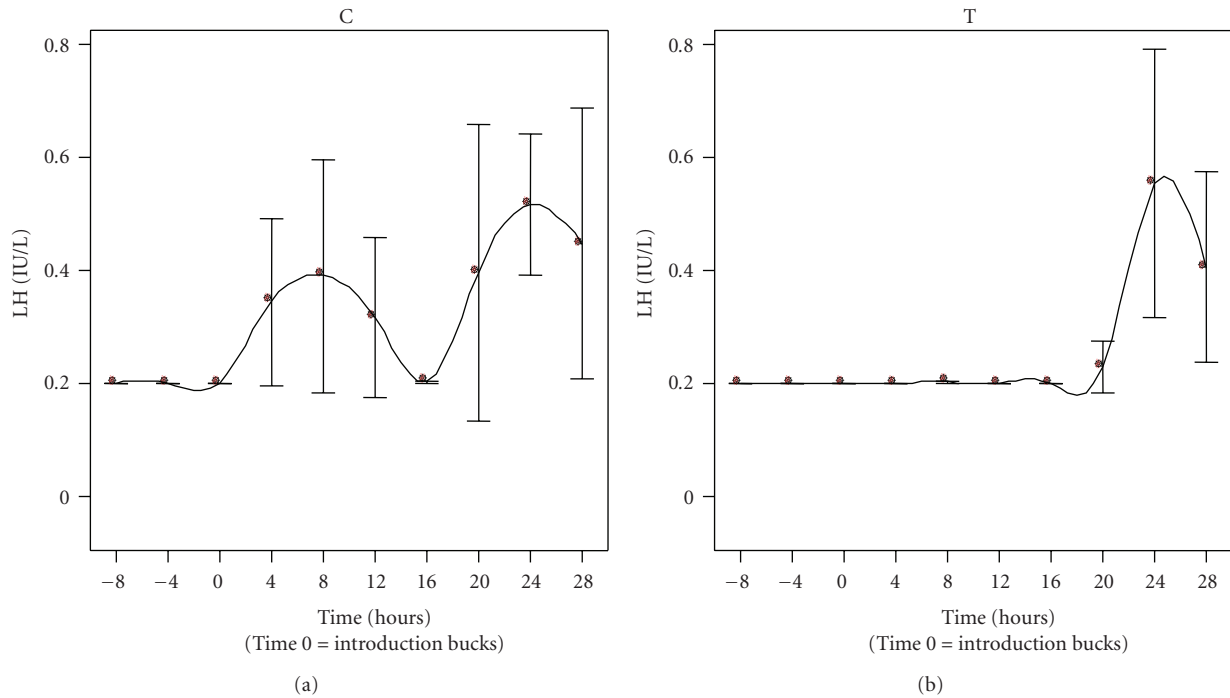 C
0.8
0.6
0.4
0.2
0
LH (IU/L)
−8 −4 0 4 8 12 16 20 24 28
Time (hours)
(Time 0 = introduction bucks)
(a)
T
0.8
0.6
0.4
0.2
0
LH (IU/L)
−8 −4 0 4 8 12 16 20 24 28
Time (hours)
(Time 0 = introduction bucks)
(b)